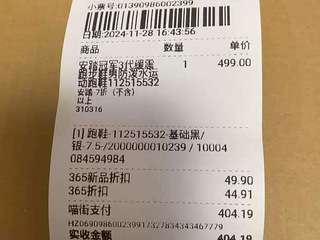 小票号:01390986002399
日期:2024-11-28 16:43:56
商品 数量 单价
安踏冠军3代缓震 1 499.00
跑步鞋男防泼水运
动跑鞋112515532
安踏 7折（不含）
以上
310316
[1] 跑鞋-112515532-基础黑/
银-7.5-/2000000010239 / 10004
084594984
365新品折扣 49.90
365折扣 44.91
喵街支付 404.19
HZ0690986002399173278343434677​79
实收金额 404.19